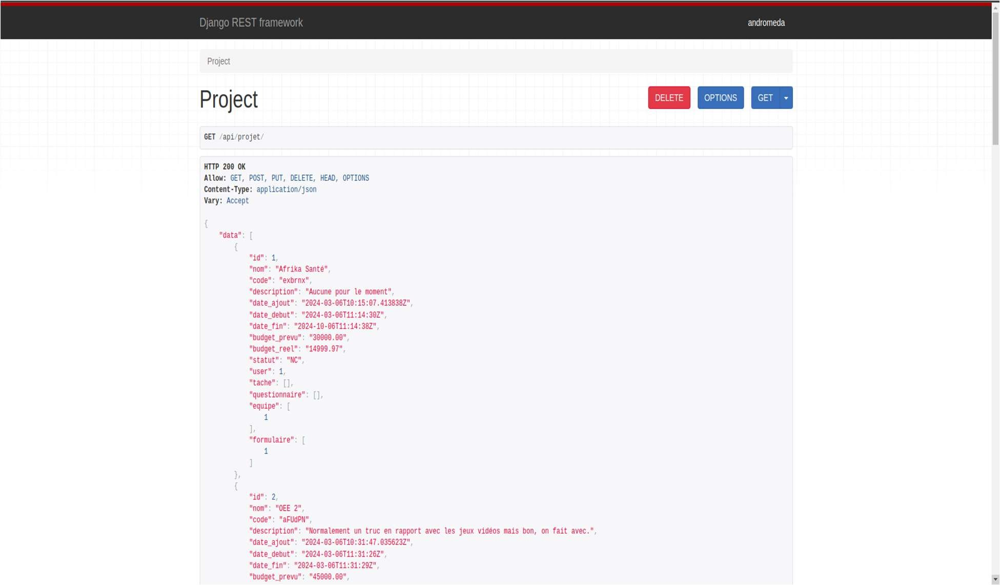 Django REST framework
andromeda
Project
Project
DELETE
OPTIONS
GET
GET /api/projet/
HTTP 200 OK
Allow: GET, POST, PUT, DELETE, HEAD, OPTIONS
Content-Type: application/json
Vary: Accept
{
    "data": [
        {
            "id": 1,
            "nom": "Afrika Santé",
            "code": "exbrnx",
            "description": "Aucune pour le moment",
            "date_ajout": "2024-03-06T10:15:07.413838Z",
            "date_debut": "2024-03-06T11:14:30Z",
            "date_fin": "2024-10-06T11:14:38Z",
            "budget_prevu": "30000.00",
            "budget_reel": "14999.97",
            "statut": "NC",
            "user": 1,
            "tache": [],
            "questionnaire": [],
            "equipe": [
                1
            ],
            "formulaire": [
                1
            ]
        },
        {
            "id": 2,
            "nom": "OEE 2",
            "code": "aFUdPN",
            "description": "Normalement un truc en rapport avec les jeux vidéos mais bon, on fait avec.",
            "date_ajout": "2024-03-06T10:31:47.035623Z",
            "date_debut": "2024-03-06T11:31:26Z",
            "date_fin": "2024-03-06T11:31:29Z",
            "budget_prevu": "45000.00",